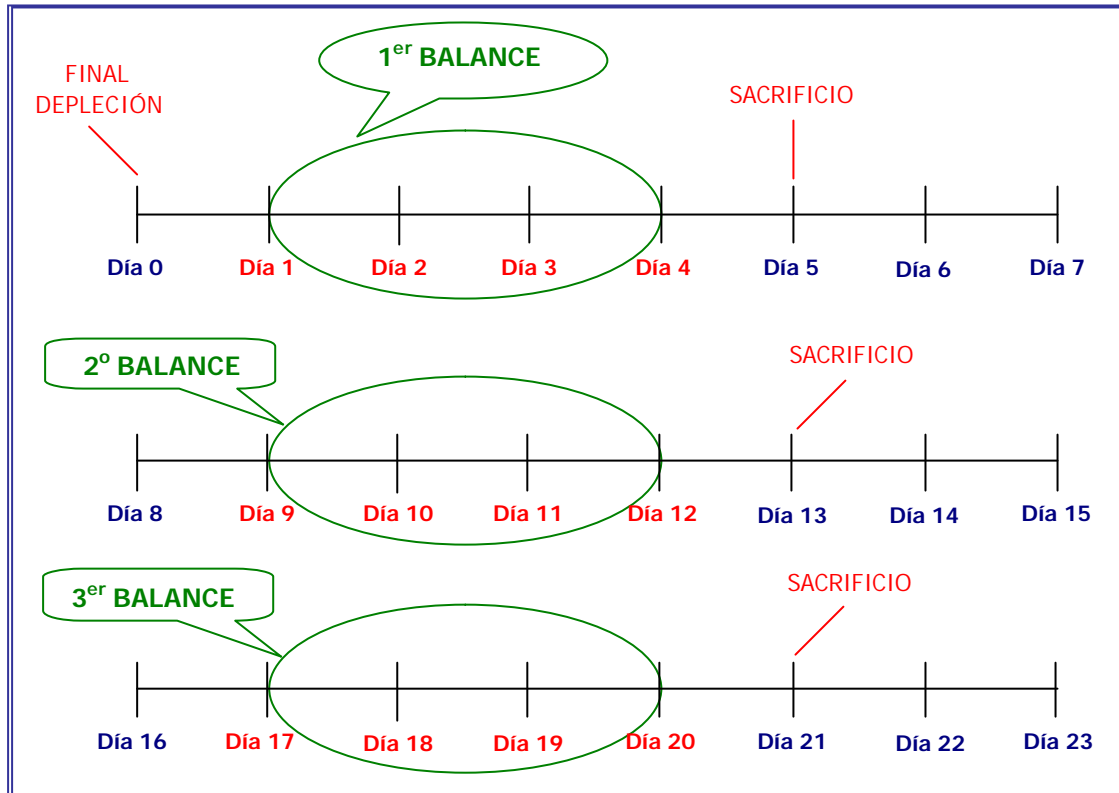 1er BALANCE
FINAL
DEPLECIÓN
SACRIFICIO
Día 0 Día 1 Día 2 Día 3 Día 4 Día 5 Día 6 Día 7
2º BALANCE
SACRIFICIO
Día 8 Día 9 Día 10 Día 11 Día 12 Día 13 Día 14 Día 15
3er BALANCE
SACRIFICIO
Día 16 Día 17 Día 18 Día 19 Día 20 Día 21 Día 22 Día 23